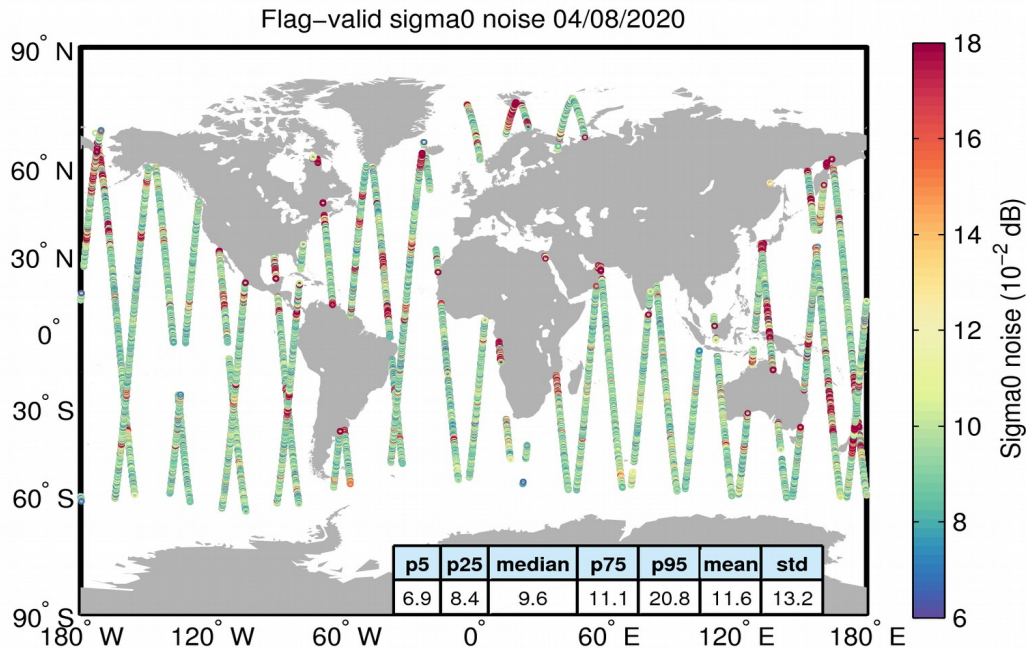 Flag−valid sigma0 noise 04/08/2020
90° N
60° N
30° N
0°
30° S
60° S
90° S
180° W
120° W
60° W
0°
60° E
120° E
180° E
p5 p25 median p75 p95 mean std
6.9 8.4 9.6 11.1 20.8 11.6 13.2
18
16
14
12
10
8
6
Sigma0 noise (10⁻² dB)